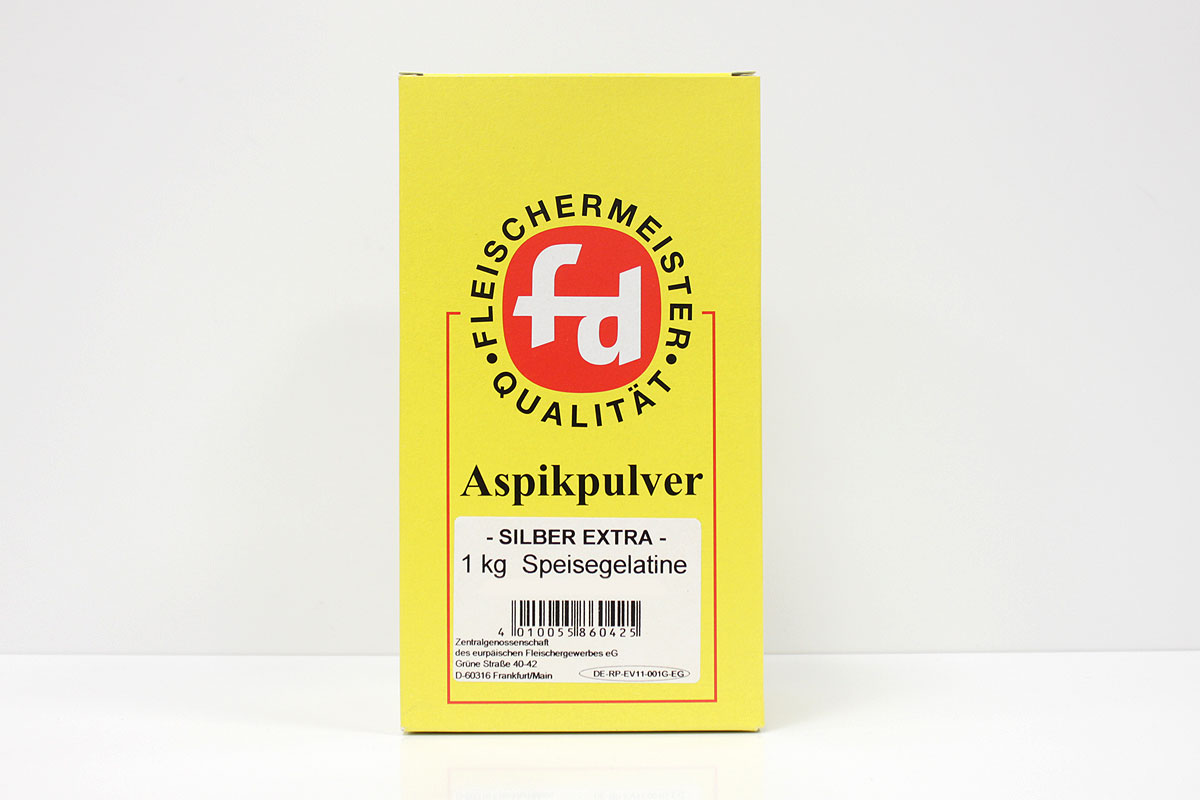 FLEISCHERMEISTER
fd
• QUALITÄT •
Aspikpulver
- SILBER EXTRA -
1 kg Speisegelatine
4 010055 860425
Zentralgenossenschaft
des eurpäischen Fleischergewerbes eG
Grüne Straße 40-42
D-60316 Frankfurt/Main
DE-RP-EV11-001G-EG